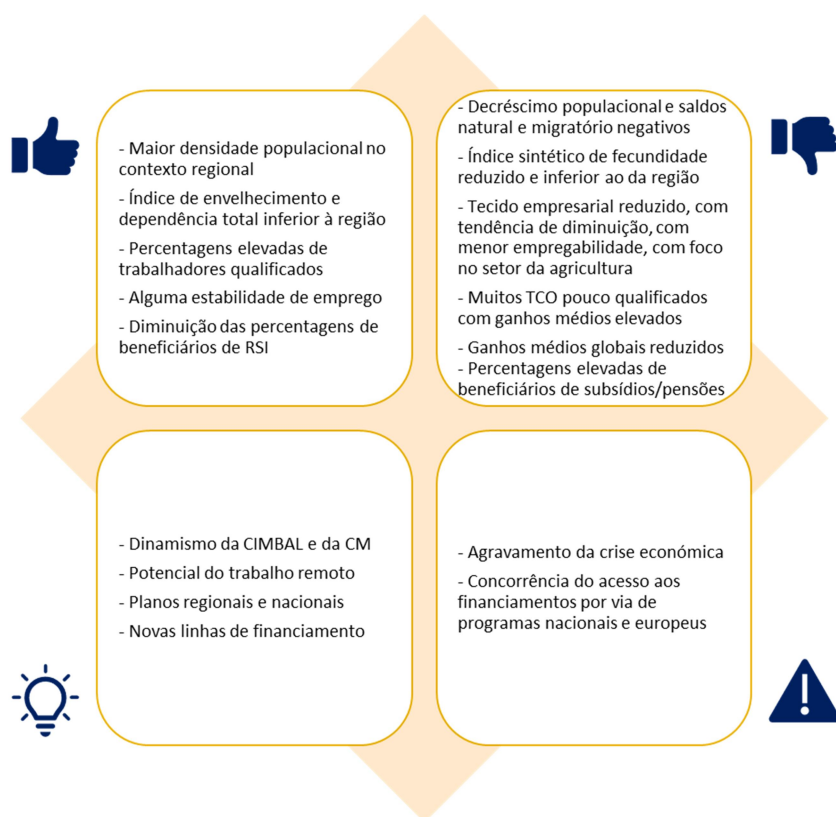 - Maior densidade populacional no
contexto regional
- Índice de envelhecimento e
dependência total inferior à região
- Percentagens elevadas de
trabalhadores qualificados
- Alguma estabilidade de emprego
- Diminuição das percentagens de
beneficiários de RSI
- Decréscimo populacional e saldos
natural e migratório negativos
- Índice sintético de fecundidade
reduzido e inferior ao da região
- Tecido empresarial reduzido, com
tendência de diminuição, com
menor empregabilidade, com foco
no setor da agricultura
- Muitos TCO pouco qualificados
com ganhos médios elevados
- Ganhos médios globais reduzidos
- Percentagens elevadas de
beneficiários de subsídios/pensões
- Dinamismo da CIMBAL e da CM
- Potencial do trabalho remoto
- Planos regionais e nacionais
- Novas linhas de financiamento
- Agravamento da crise económica
- Concorrência do acesso aos
financiamentos por via de
programas nacionais e europeus